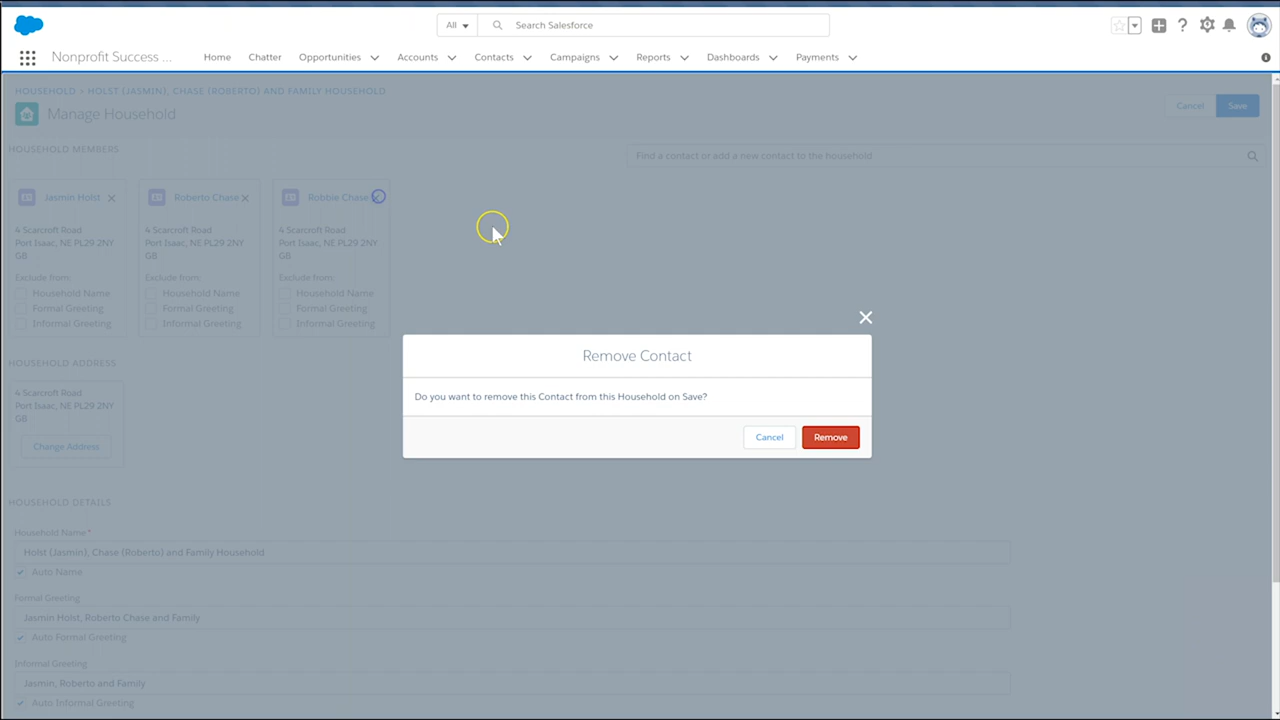 All
Search Salesforce
Nonprofit Success ...
Home
Chatter
Opportunities
Accounts
Contacts
Campaigns
Reports
Dashboards
Payments
HOUSEHOLD > HOLST (JASMIN), CHASE (ROBERTO) AND FAMILY HOUSEHOLD
Manage Household
Cancel
Save
HOUSEHOLD MEMBERS
Find a contact or add a new contact to the household
Jasmin Holst
Roberto Chase
Robbie Chase
4 Scarcroft Road
Port Isaac, NE PL29 2NY
GB
4 Scarcroft Road
Port Isaac, NE PL29 2NY
GB
4 Scarcroft Road
Port Isaac, NE PL29 2NY
GB
Exclude from:
Household Name
Formal Greeting
Informal Greeting
Exclude from:
Household Name
Formal Greeting
Informal Greeting
Exclude from:
Household Name
Formal Greeting
Informal Greeting
Remove Contact
Do you want to remove this Contact from this Household on Save?
Cancel
Remove
HOUSEHOLD ADDRESS
4 Scarcroft Road
Port Isaac, NE PL29 2NY
GB
Change Address
HOUSEHOLD DETAILS
Household Name*
Holst (Jasmin), Chase (Roberto) and Family Household
Auto Name
Formal Greeting
Jasmin Holst, Roberto Chase and Family
Auto Formal Greeting
Informal Greeting
Jasmin, Roberto and Family
Auto Informal Greeting